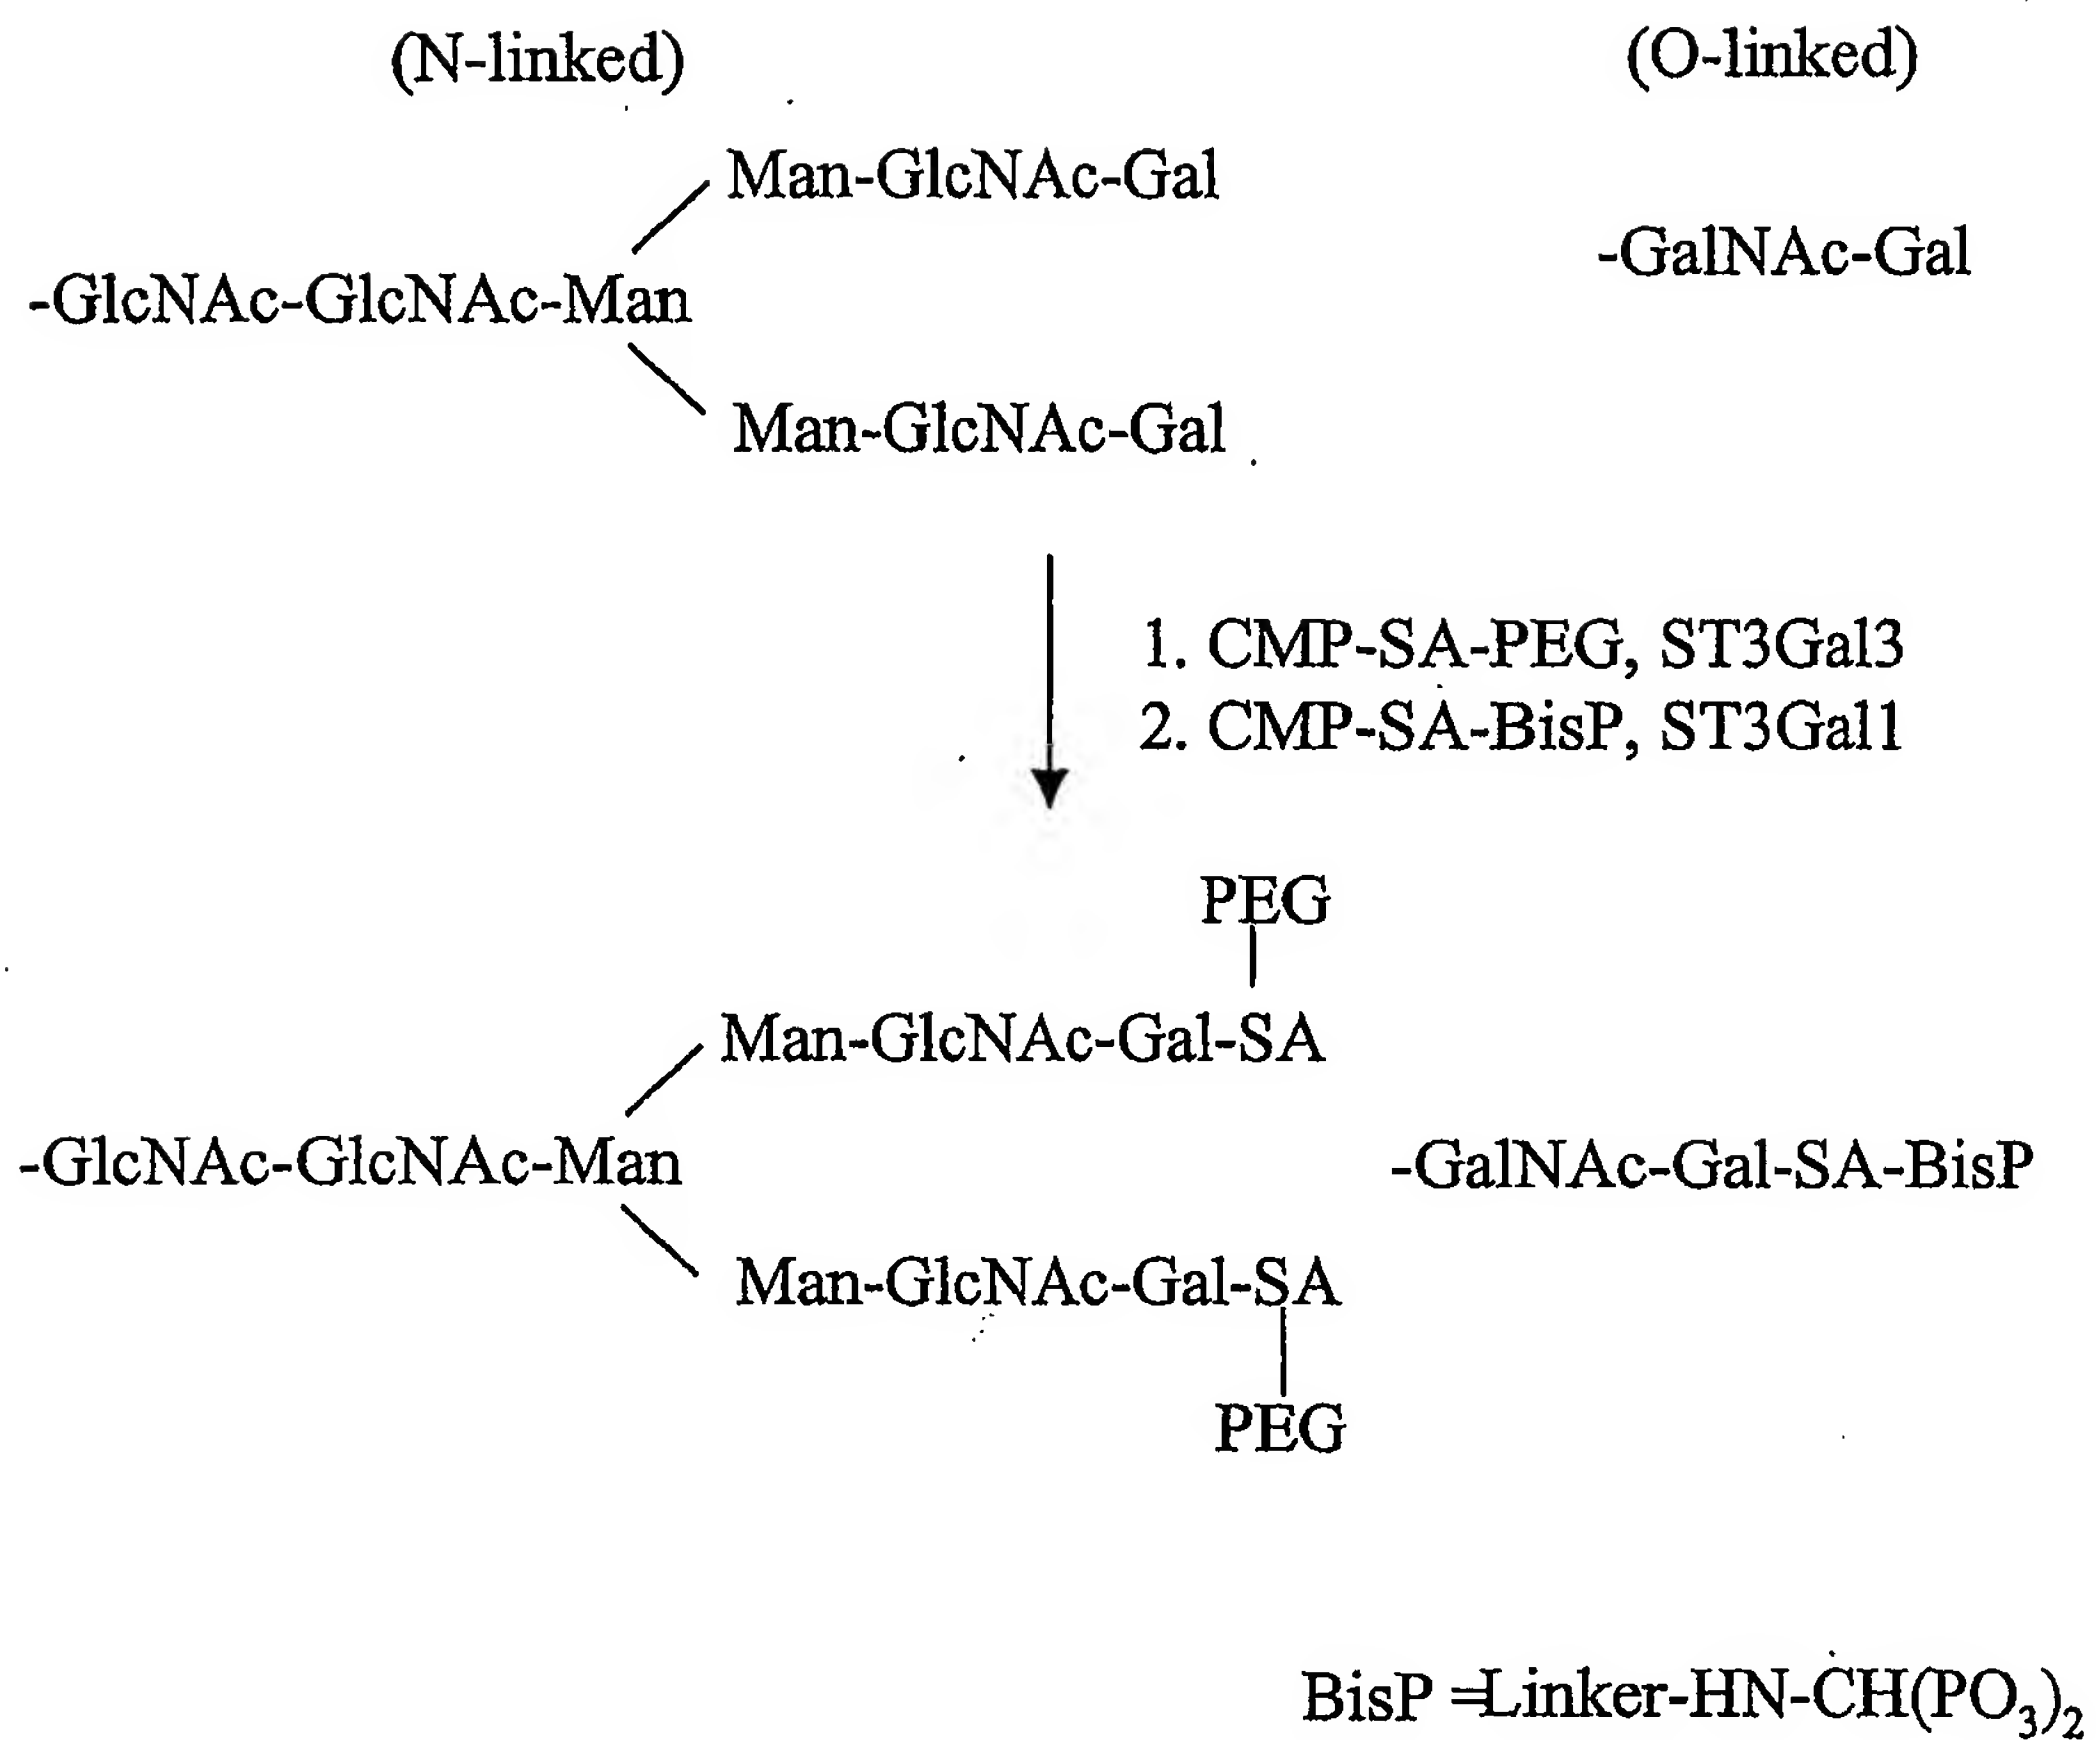 (N-linked) (O-linked)
Man-GlcNAc-Gal
-GalNAc-Gal
-GlcNAc-GlcNAc-Man
Man-GlcNAc-Gal
1. CMP-SA-PEG, ST3Gal3
2. CMP-SA-BisP, ST3Gal1
PEG
Man-GlcNAc-Gal-SA
-GlcNAc-GlcNAc-Man
-GalNAc-Gal-SA-BisP
Man-GlcNAc-Gal-SA
PEG
BisP =Linker-HN-CH(PO₃)₂